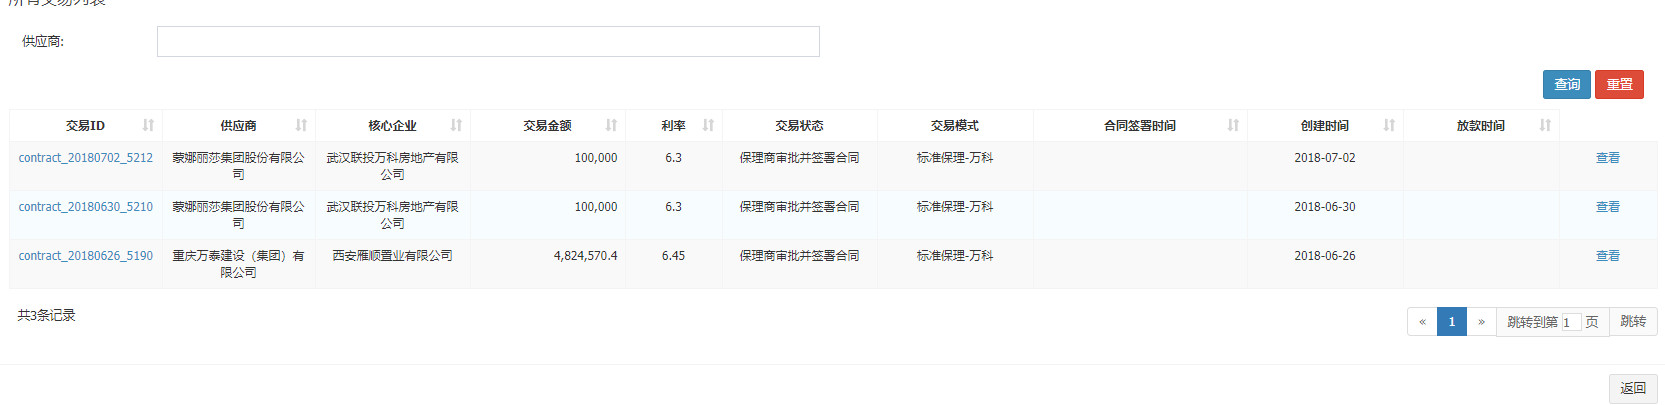 所有交易列表
供应商:
查询 重置
交易ID 供应商 核心企业 交易金额 利率 交易状态 交易模式 合同签署时间 创建时间 放款时间
contract_20180702_5212 蒙娜丽莎集团股份有限公 武汉联投万科房地产有限 100,000 6.3 保理商审批并签署合同 标准保理-万科 2018-07-02 查看
司 公司
contract_20180630_5210 蒙娜丽莎集团股份有限公 武汉联投万科房地产有限 100,000 6.3 保理商审批并签署合同 标准保理-万科 2018-06-30 查看
司 公司
contract_20180626_5190 重庆万泰建设（集团）有 西安雁顺置业有限公司 4,824,570.4 6.45 保理商审批并签署合同 标准保理-万科 2018-06-26 查看
限公司
共3条记录 « 1 » 跳转到第 1 页 跳转
返回